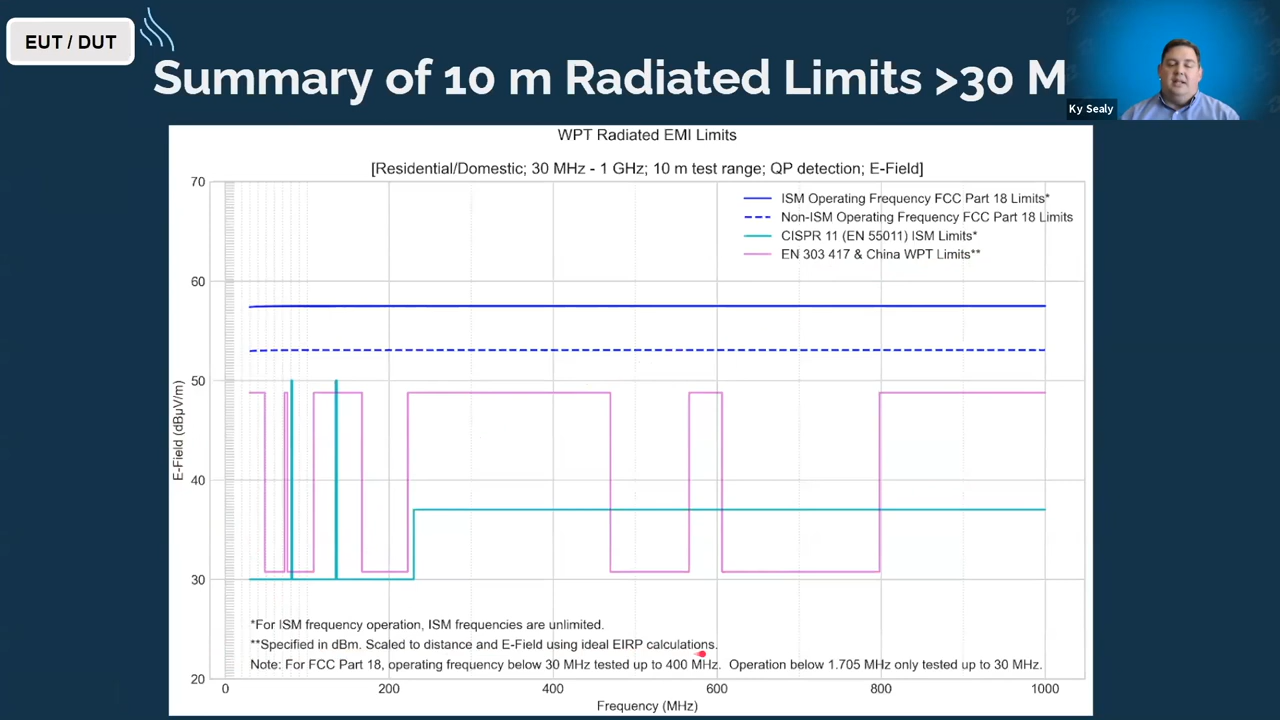 EUT / DUT
Summary of 10 m Radiated Limits >30 M
Ky Sealy
WPT Radiated EMI Limits
[Residential/Domestic; 30 MHz - 1 GHz; 10 m test range; QP detection; E-Field]
ISM Operating Frequency FCC Part 18 Limits*
Non-ISM Operating Frequency FCC Part 18 Limits
CISPR 11 (EN 55011) ISM Limits*
EN 303 417 & China WPT Limits**
70
60
50
40
30
20
E-Field (dBµV/m)
*For ISM frequency operation, ISM frequencies are unlimited.
**Specified in dBm. Scaled to distance and E-Field using ideal EIRP calculations.
Note: For FCC Part 18, operating frequency below 30 MHz tested up to 400 MHz. Operation below 1.705 MHz only tested up to 30 MHz.
0 200 400 600 800 1000
Frequency (MHz)